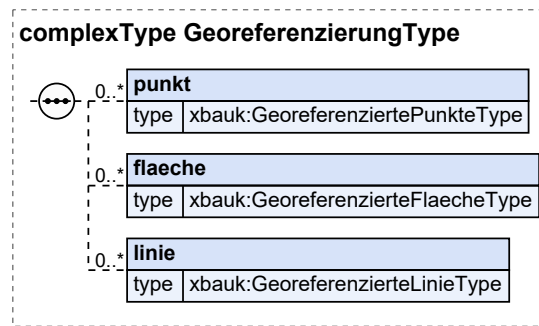 complexType GeoreferenzierungType
0..* punkt
type xbauk:GeoreferenziertePunkteType
0..* flaeche
type xbauk:GeoreferenzierteFlaecheType
0..* linie
type xbauk:GeoreferenzierteLinieType